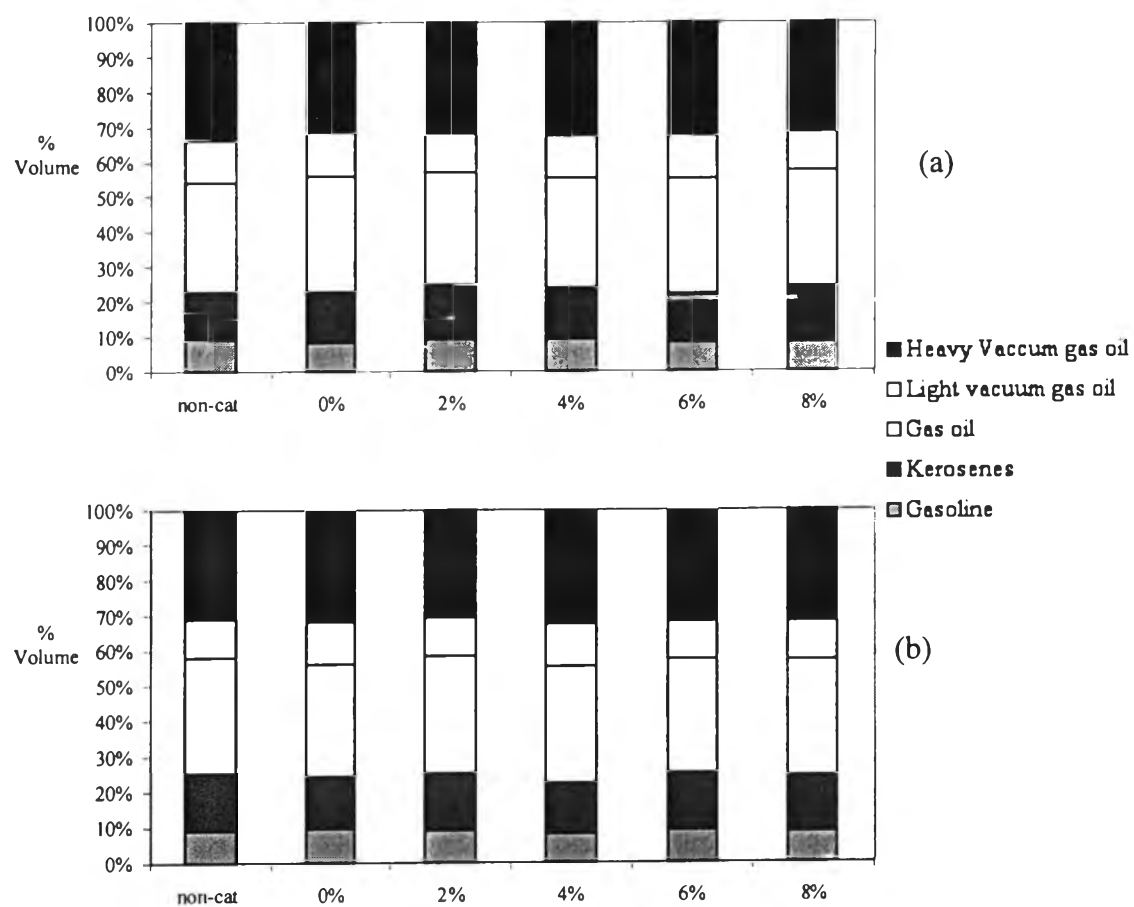 100%
90%
80%
70%
60%
50%
40%
30%
20%
10%
0%
%
Volume
non-cat 0% 2% 4% 6% 8%
(a)
Heavy Vaccum gas oil
Light vacuum gas oil
Gas oil
Kerosenes
Gasoline
100%
90%
80%
70%
60%
50%
40%
30%
20%
10%
0%
%
Volume
non-cat 0% 2% 4% 6% 8%
(b)